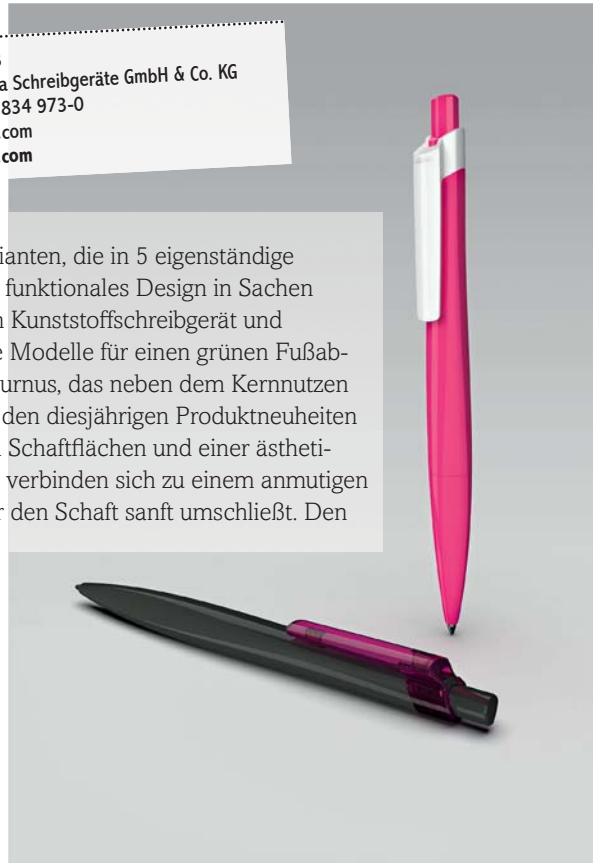 a Schreibgeräte GmbH & Co. KG
834 973-0
.com
.com
ianten, die in 5 eigenständige
funktionales Design in Sachen
Kunststoffschreibgerät und
e Modelle für einen grünen Fußab-
urnus, das neben dem Kernnutzen
den diesjährigen Produktneuheiten
Schaftflächen und einer ästheti-
verbinden sich zu einem anmutigen
r den Schaft sanft umschließt. Den